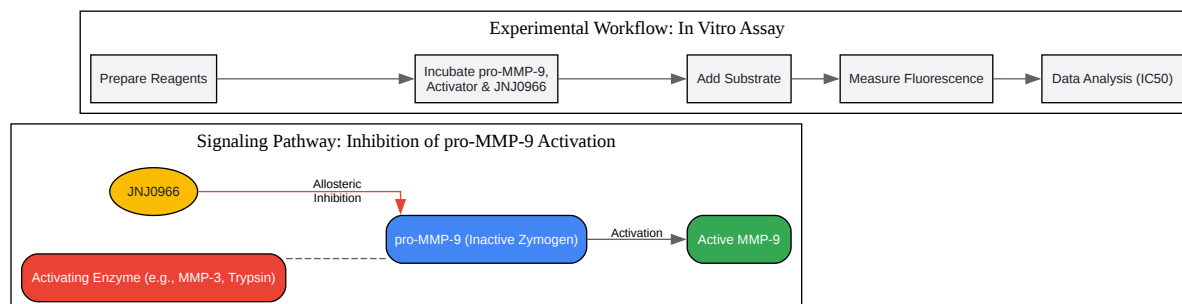 Experimental Workflow: In Vitro Assay
Prepare Reagents
Incubate pro-MMP-9,
Activator & JNJ0966
Add Substrate
Measure Fluorescence
Data Analysis (IC50)
Signaling Pathway: Inhibition of pro-MMP-9 Activation
JNJ0966
Allosteric
Inhibition
pro-MMP-9 (Inactive Zymogen)
Activation
Active MMP-9
Activating Enzyme (e.g., MMP-3, Trypsin)